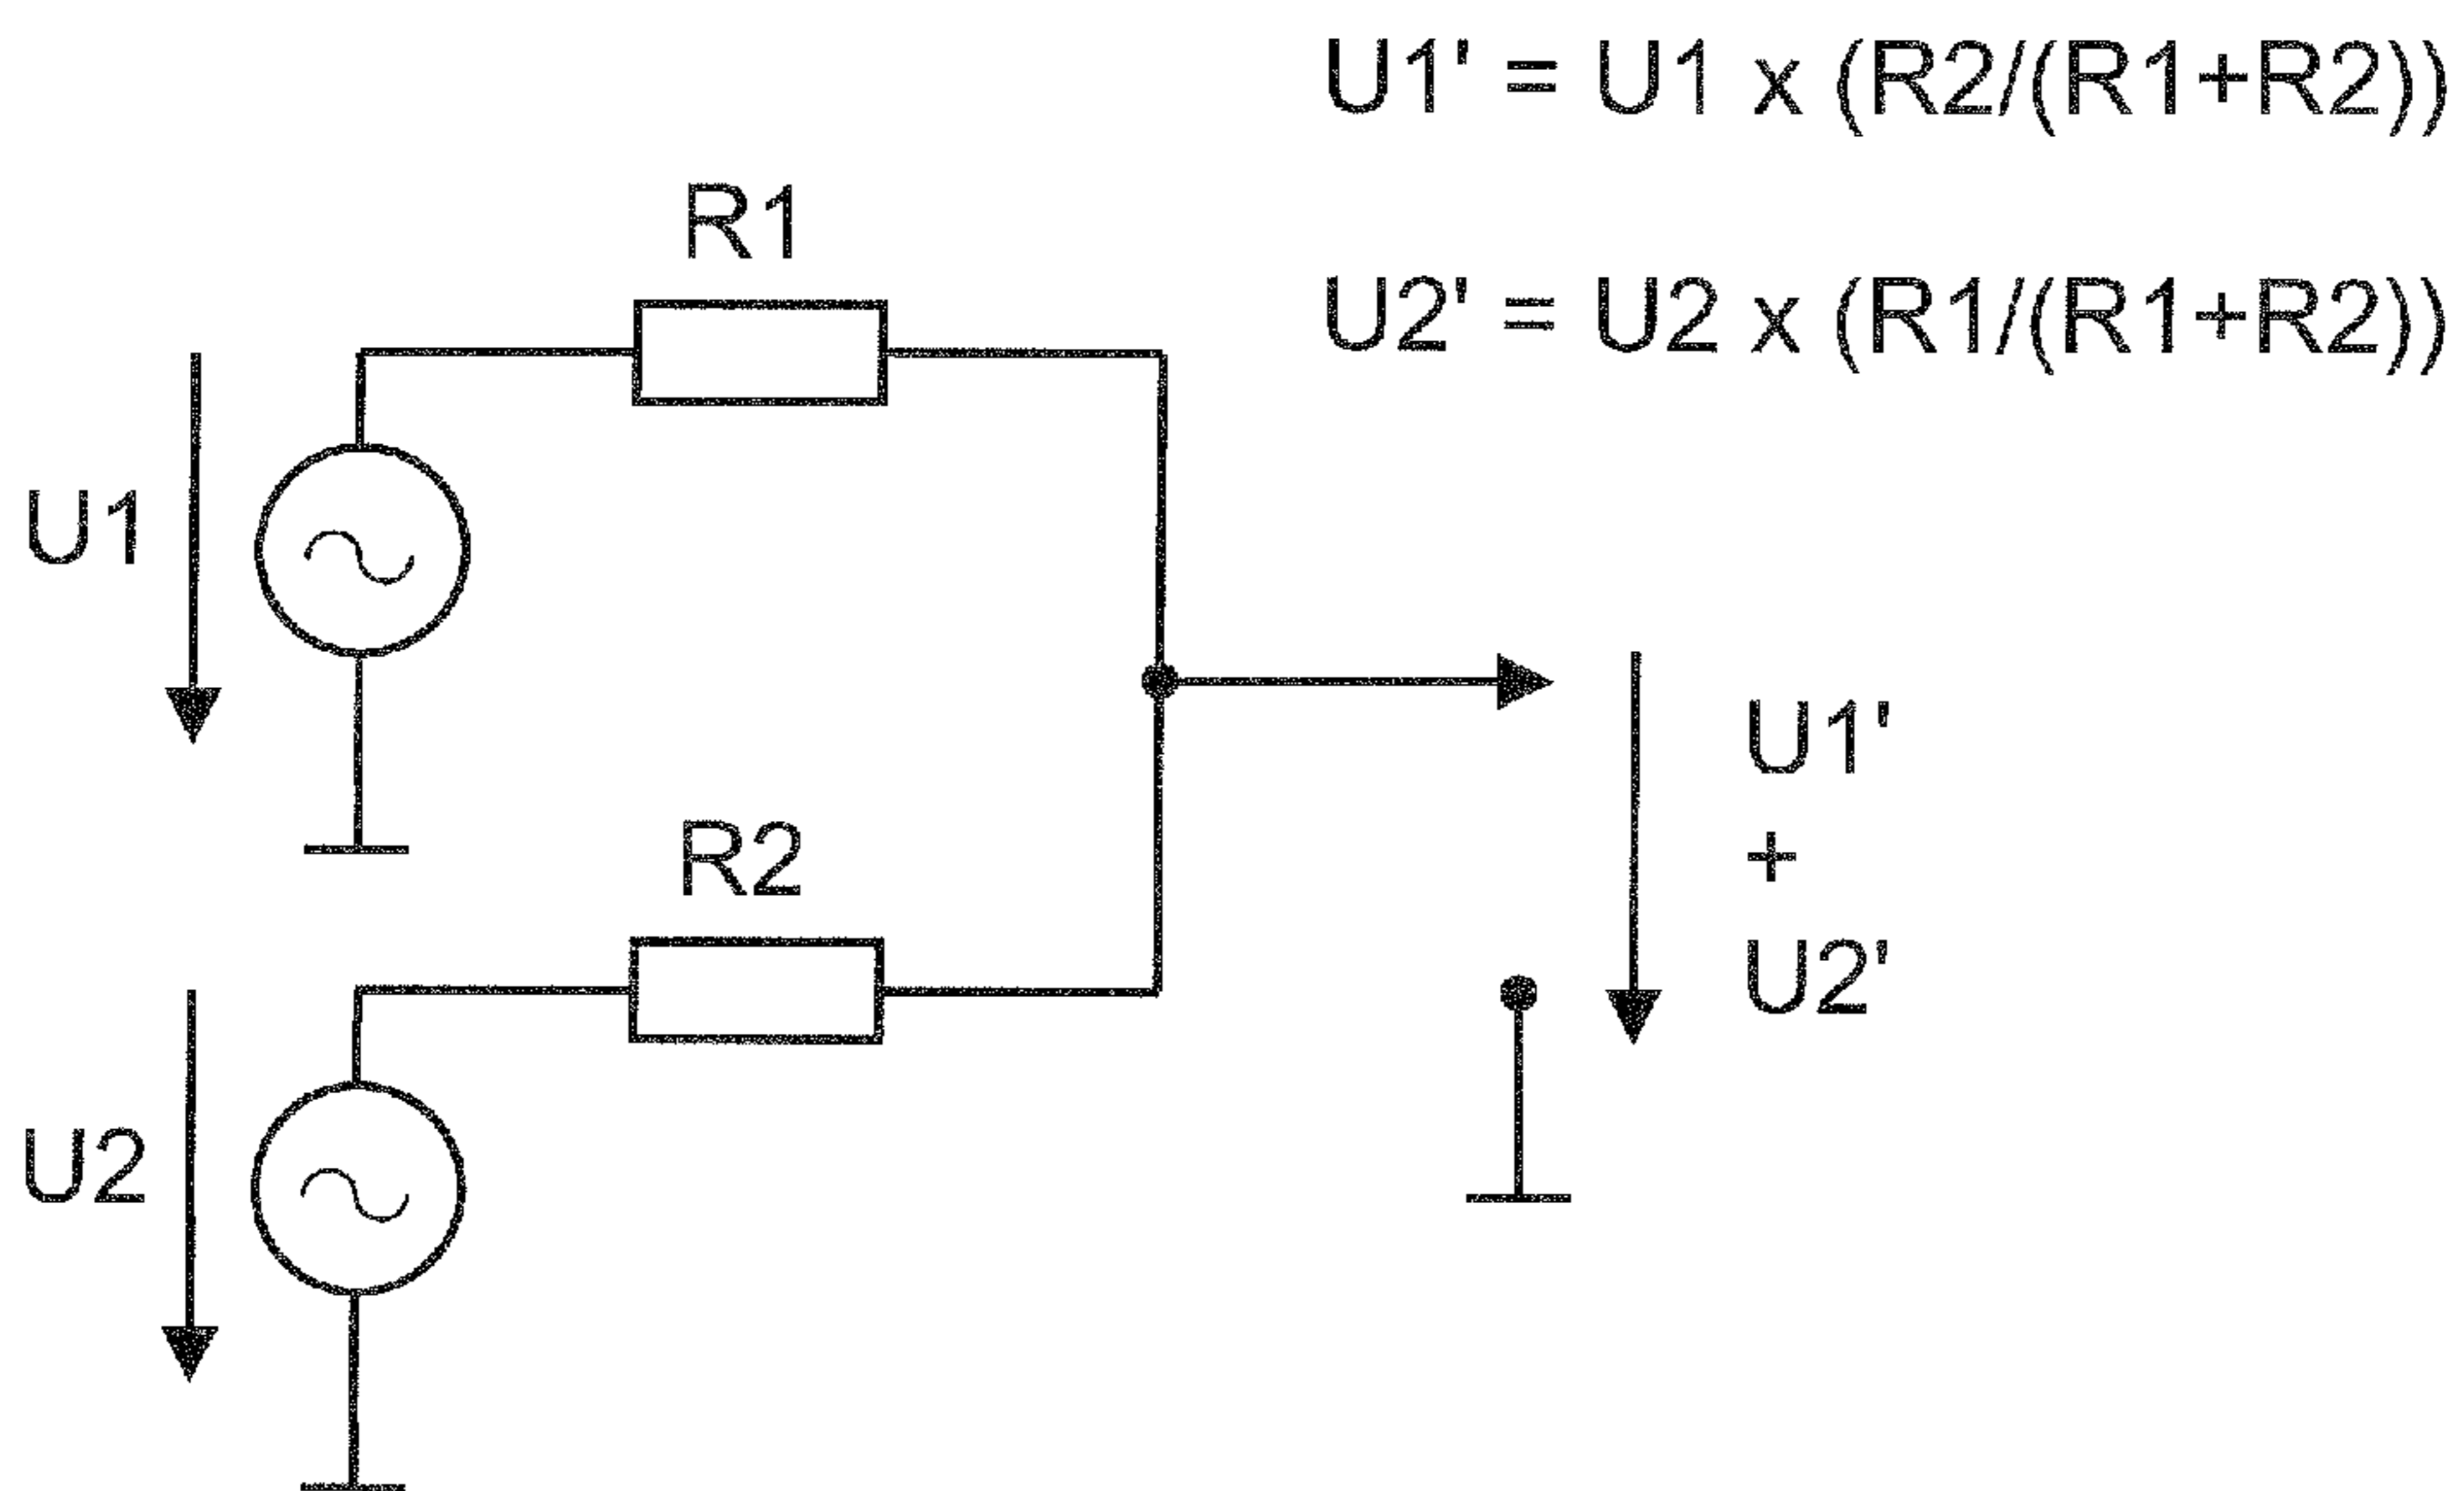 U1' = U1 x (R2/(R1+R2))
R1
U2' = U2 x (R1/(R1+R2))
U1
U1'
+
R2
U2'
U2